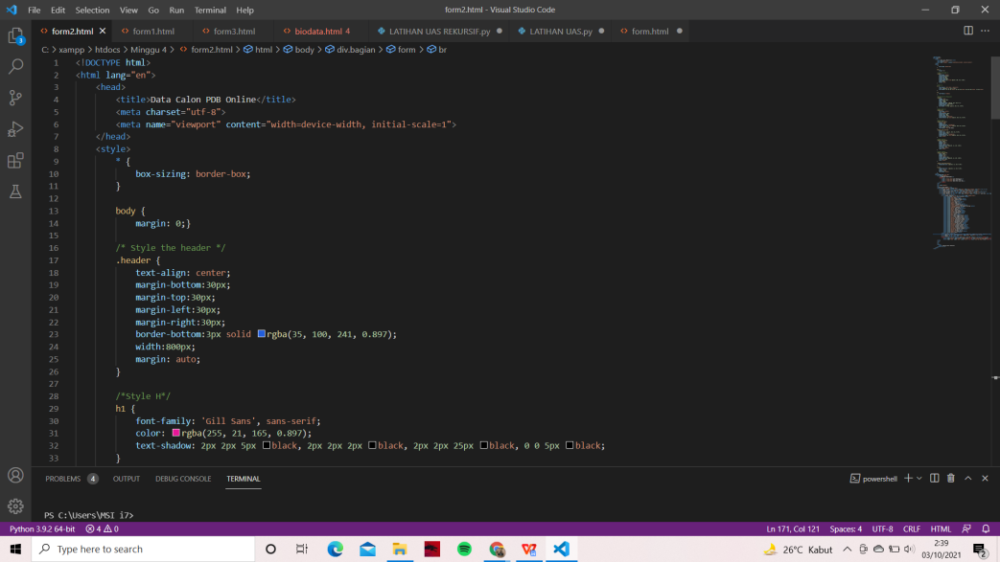 File Edit Selection View Go Run Terminal Help
form2.html - Visual Studio Code
form2.html
form1.html
form3.html
biodata.html 4
LATIHAN UAS REKURSIF.py
LATIHAN UAS.py
form.html
C: > xampp > htdocs > Minggu 4 > form2.html > html > body > div.bagian > form > br
1 <!DOCTYPE html>
2 <html lang="en">
3 <head>
4 <title>Data Calon PDB Online</title>
5 <meta charset="utf-8">
6 <meta name="viewport" content="width=device-width, initial-scale=1">
7 </head>
8 <style>
9 * {
10 box-sizing: border-box;
11 }
12
13 body {
14 margin: 0;}
15
16 /* Style the header */
17 .header {
18 text-align: center;
19 margin-bottom:30px;
20 margin-top:30px;
21 margin-left:30px;
22 margin-right:30px;
23 border-bottom:3px solid rgba(35, 100, 241, 0.897);
24 width:800px;
25 margin: auto;
26 }
27
28 /*Style H*/
29 h1 {
30 font-family: 'Gill Sans', sans-serif;
31 color: rgba(255, 21, 165, 0.897);
32 text-shadow: 2px 2px 5px black, 2px 2px 2px black, 2px 2px 25px black, 0 0 5px black;
33 }
3
PROBLEMS 4 OUTPUT DEBUG CONSOLE TERMINAL
powershell
PS C:\Users\MSI i7>
Python 3.9.2 64-bit 4 0
Ln 171, Col 121 Spaces: 4 UTF-8 CRLF HTML
Type here to search
26°C Kabut
2:39
03/10/2021
2